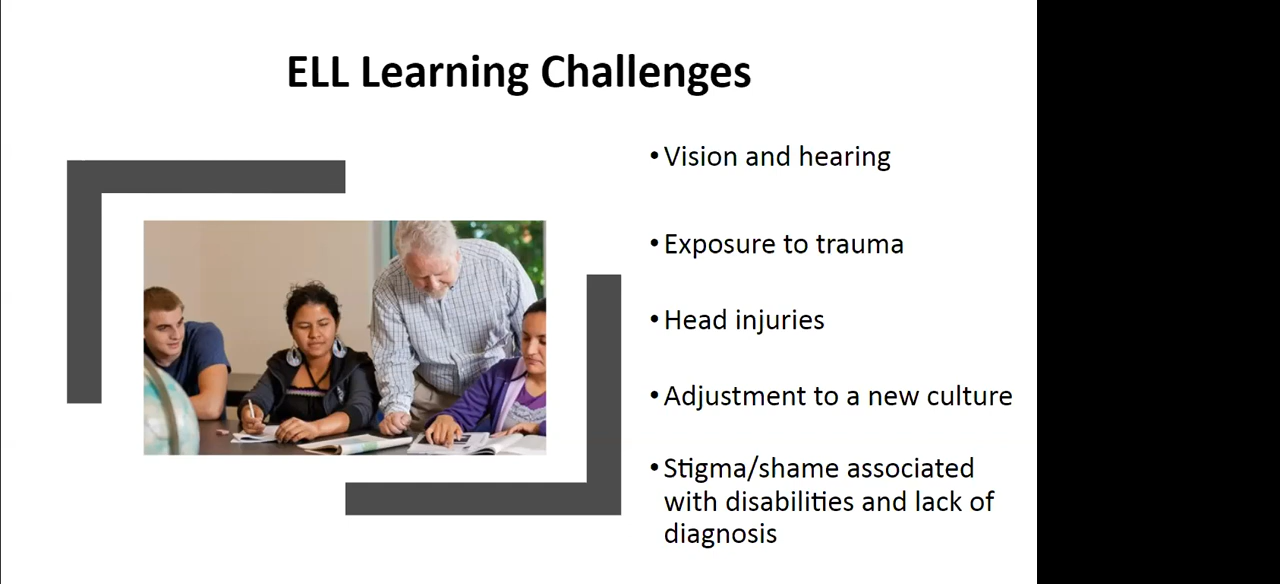 ELL Learning Challenges
• Vision and hearing
• Exposure to trauma
• Head injuries
• Adjustment to a new culture
• Stigma/shame associated
with disabilities and lack of
diagnosis